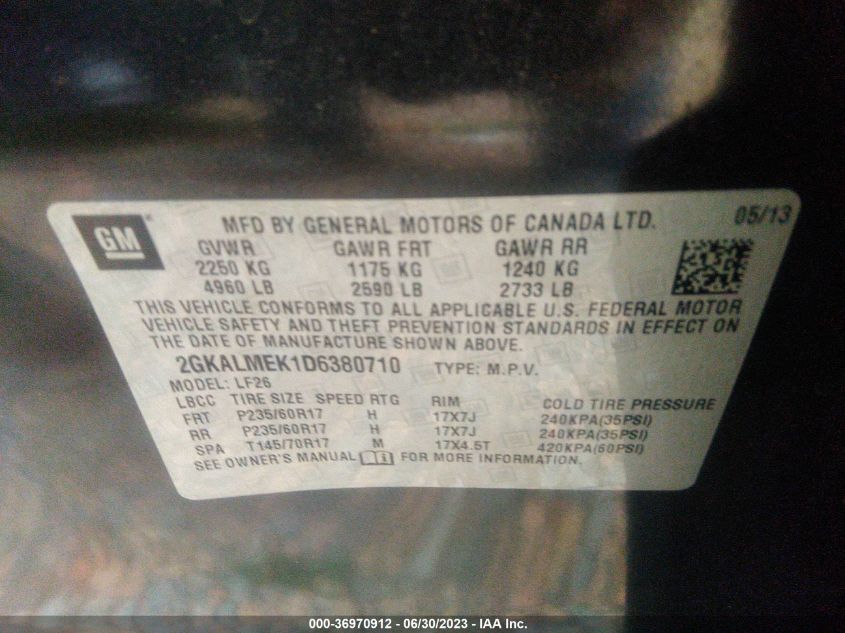 GM
MFD BY GENERAL MOTORS OF CANADA LTD.
05/13
GVWR GAWR FRT GAWR RR
2250 KG 1175 KG 1240 KG
4960 LB 2590 LB 2733 LB
THIS VEHICLE CONFORMS TO ALL APPLICABLE U.S. FEDERAL MOTOR
VEHICLE SAFETY AND THEFT PREVENTION STANDARDS IN EFFECT ON
THE DATE OF MANUFACTURE SHOWN ABOVE.
2GKALMEK1D6380710 TYPE: M.P.V.
MODEL: LF26
LBCC TIRE SIZE SPEED RTG RIM COLD TIRE PRESSURE
FRT P235/60R17 H 17X7J 240KPA(35PSI)
RR P235/60R17 H 17X7J 240KPA(35PSI)
SPA T145/70R17 M 17X4.5T 420KPA(60PSI)
SEE OWNER'S MANUAL FOR MORE INFORMATION.
000-36970912 - 06/30/2023 - IAA Inc.